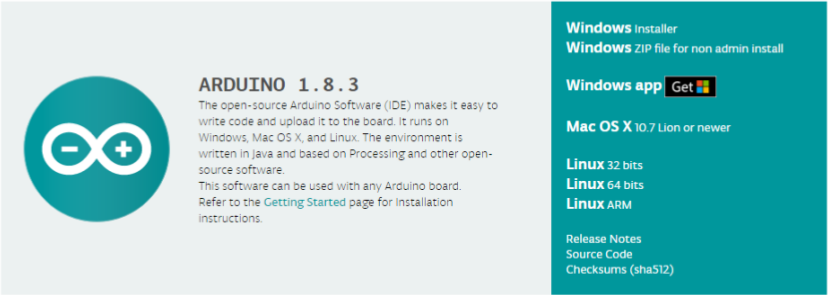 ARDUINO 1.8.3
The open-source Arduino Software (IDE) makes it easy to
write code and upload it to the board. It runs on
Windows, Mac OS X, and Linux. The environment is
written in Java and based on Processing and other open-
source software.
This software can be used with any Arduino board.
Refer to the Getting Started page for Installation
instructions.
Windows Installer
Windows ZIP file for non admin install
Windows app Get
Mac OS X 10.7 Lion or newer
Linux 32 bits
Linux 64 bits
Linux ARM
Release Notes
Source Code
Checksums (sha512)